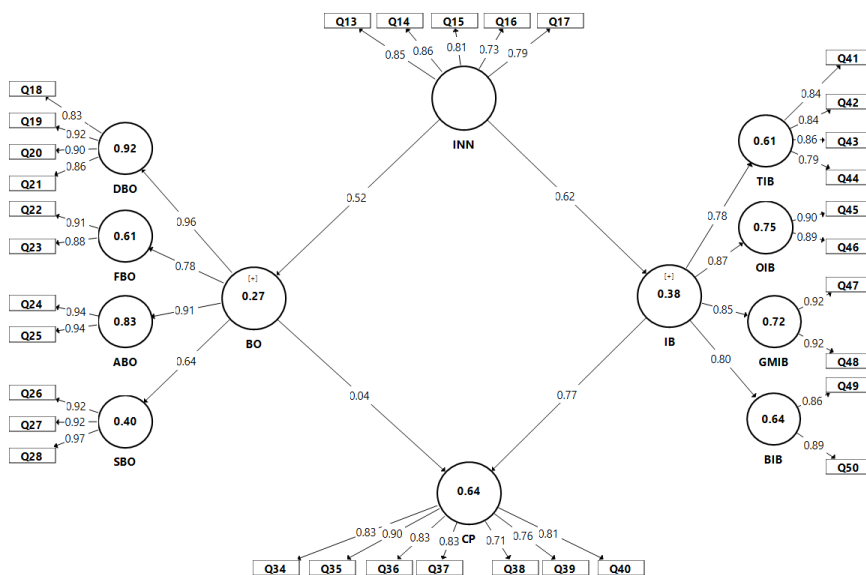 Q13 Q14 Q15 Q16 Q17
0.85 0.86 0.81 0.73 0.79
INN
0.52 0.62
Q18
Q19
Q20
Q21
0.83
0.92
0.90
0.86
0.92
DBO
0.96
Q22
Q23
0.91
0.88
0.61
FBO
0.78
Q24
Q25
0.94
0.94
0.83
ABO
0.91
Q26
Q27
Q28
0.92
0.92
0.97
0.40
SBO
0.64
[+]
0.27
BO
0.04
[+]
0.38
IB
0.77
0.78
0.61
TIB
0.84
0.84
0.86
0.79
Q41
Q42
Q43
Q44
0.87
0.75
OIB
0.90
0.89
Q45
Q46
0.85
0.72
GMIB
0.92
0.92
Q47
Q48
0.80
0.64
BIB
0.86
0.89
Q49
Q50
0.64
CP
0.83 0.90 0.83 0.83 0.71 0.76 0.81
Q34 Q35 Q36 Q37 Q38 Q39 Q40